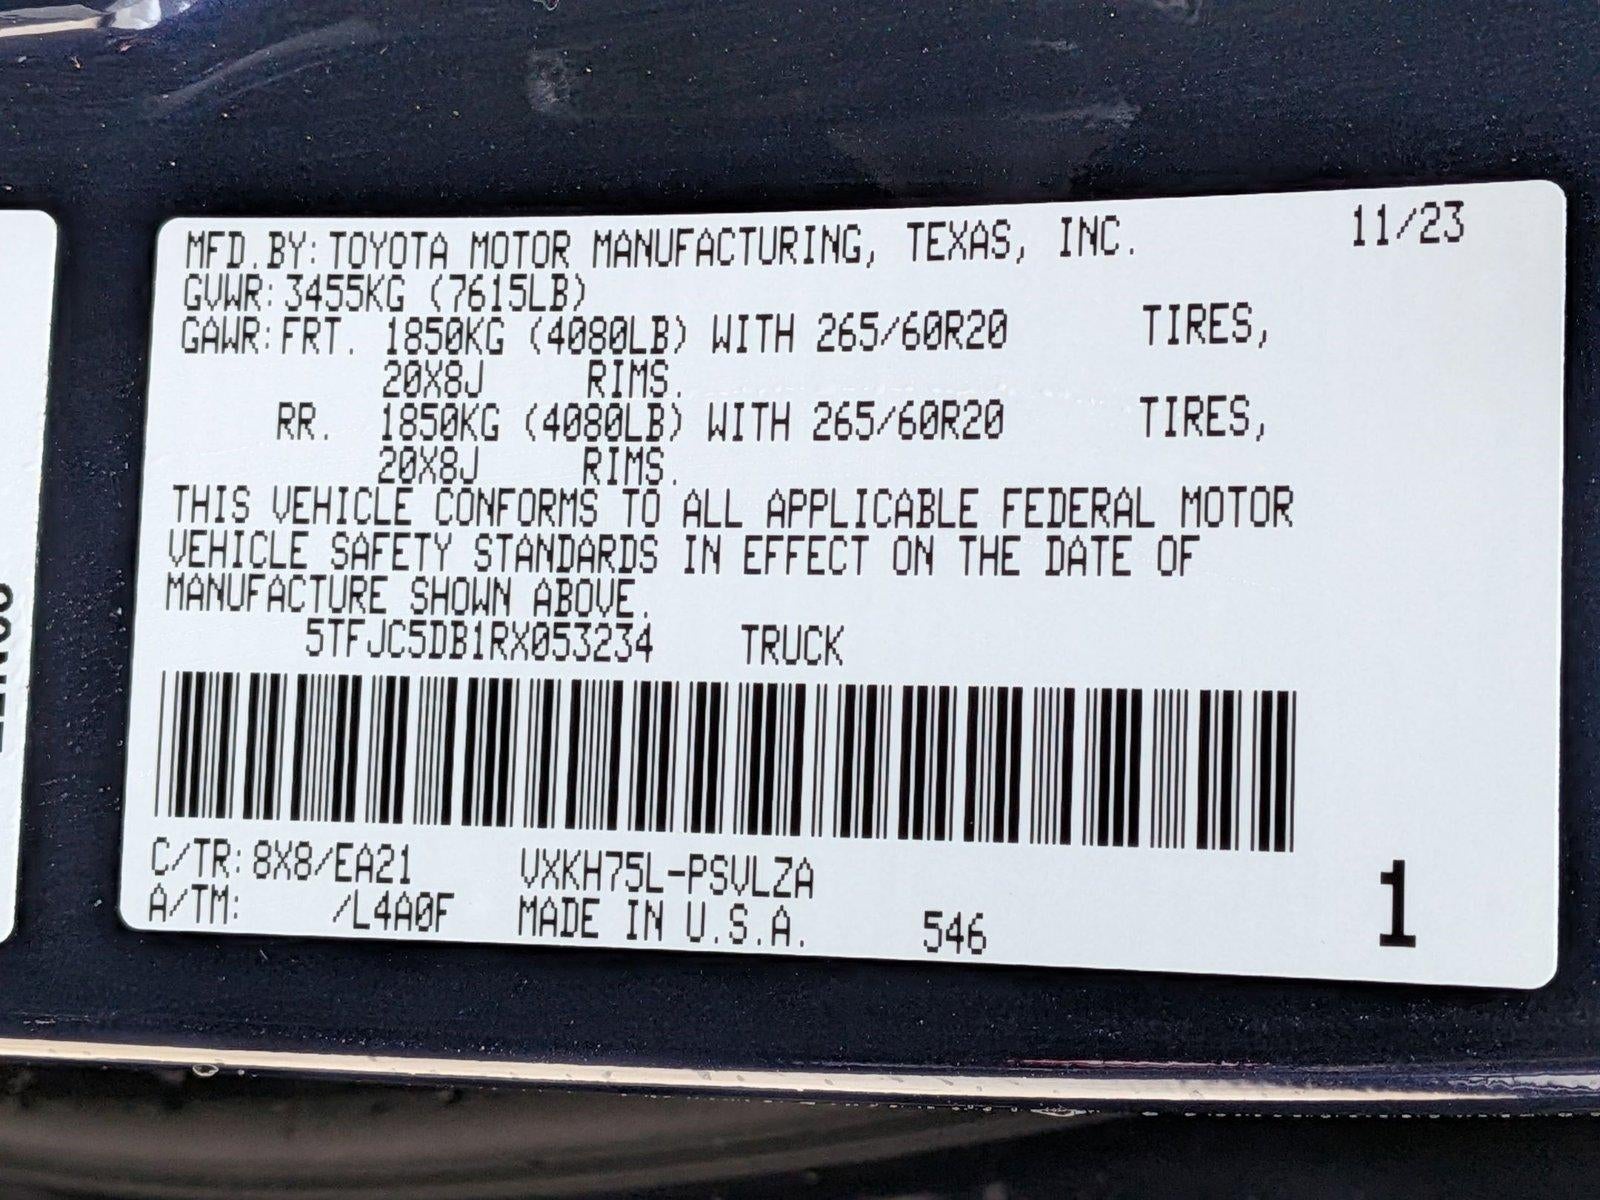 MFD.BY: TOYOTA MOTOR MANUFACTURING, TEXAS, INC. 11/23
GVWR: 3455KG (7615LB)
GAWR: FRT. 1850KG (4080LB) WITH 265/60R20 TIRES,
20X8J RIMS.
RR. 1850KG (4080LB) WITH 265/60R20 TIRES,
20X8J RIMS.
THIS VEHICLE CONFORMS TO ALL APPLICABLE FEDERAL MOTOR
VEHICLE SAFETY STANDARDS IN EFFECT ON THE DATE OF
MANUFACTURE SHOWN ABOVE.
5TFJC5DB1RX053234 TRUCK
C/TR: 8X8/EA21 VXKH75L-PSVLZA
A/TM: /L4A0F MADE IN U.S.A. 546 1